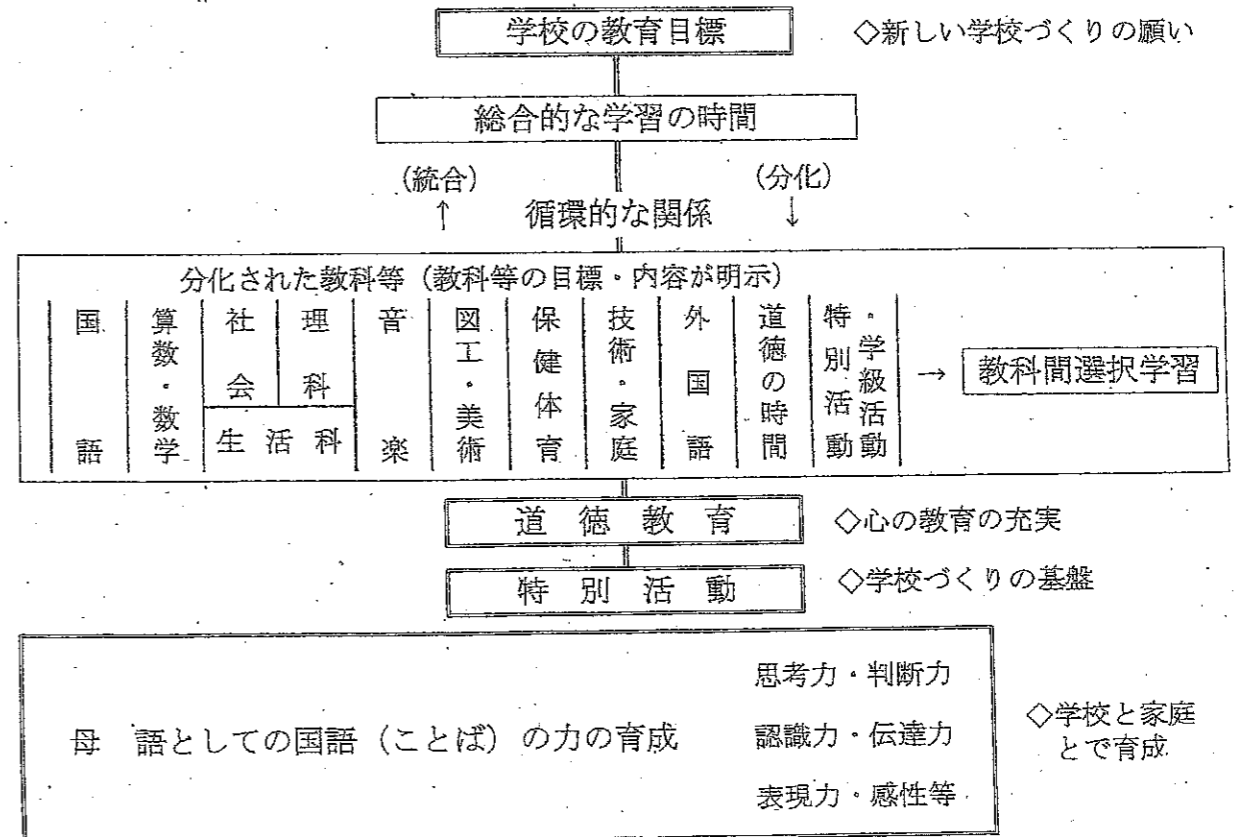 学校の教育目標 ◇新しい学校づくりの願い
総合的な学習の時間
(統合) (分化)
↑ 循環的な関係 ↓
分化された教科等（教科等の目標・内容が明示）
国語
算数・数学
社会
理科
生活科
音楽
図工・美術
保健体育
技術・家庭
外国語
道徳の時間
特別活動
・学級活動
→ 教科間選択学習
道徳教育 ◇心の教育の充実
特別活動 ◇学校づくりの基盤
母 語としての国語（ことば）の力の育成
思考力・判断力
認識力・伝達力
表現力・感性等
◇学校と家庭
とで育成